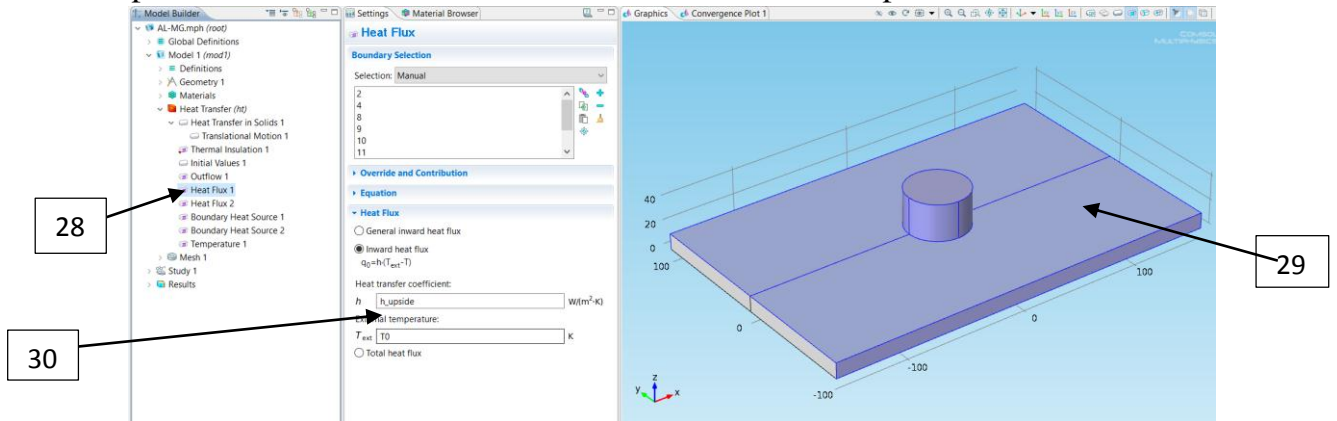 Model Builder
AL-MG.mph (root)
Global Definitions
Model 1 (mod1)
Definitions
Geometry 1
Materials
Heat Transfer (ht)
Heat Transfer in Solids 1
Translational Motion 1
Thermal Insulation 1
Initial Values 1
Outflow 1
Heat Flux 1
Heat Flux 2
Boundary Heat Source 1
Boundary Heat Source 2
Temperature 1
Mesh 1
Study 1
Results
28
30
Settings
Material Browser
Heat Flux
Boundary Selection
Selection: Manual
2
4
8
9
10
11
Override and Contribution
Equation
Heat Flux
General inward heat flux
Inward heat flux
q₀=h·(Text-T)
Heat transfer coefficient:
h h_upside W/(m²·K)
External temperature:
Text T0 K
Total heat flux
Graphics
Convergence Plot 1
40
20
0
100
0
-100
-100
0
100
z
y
x
29